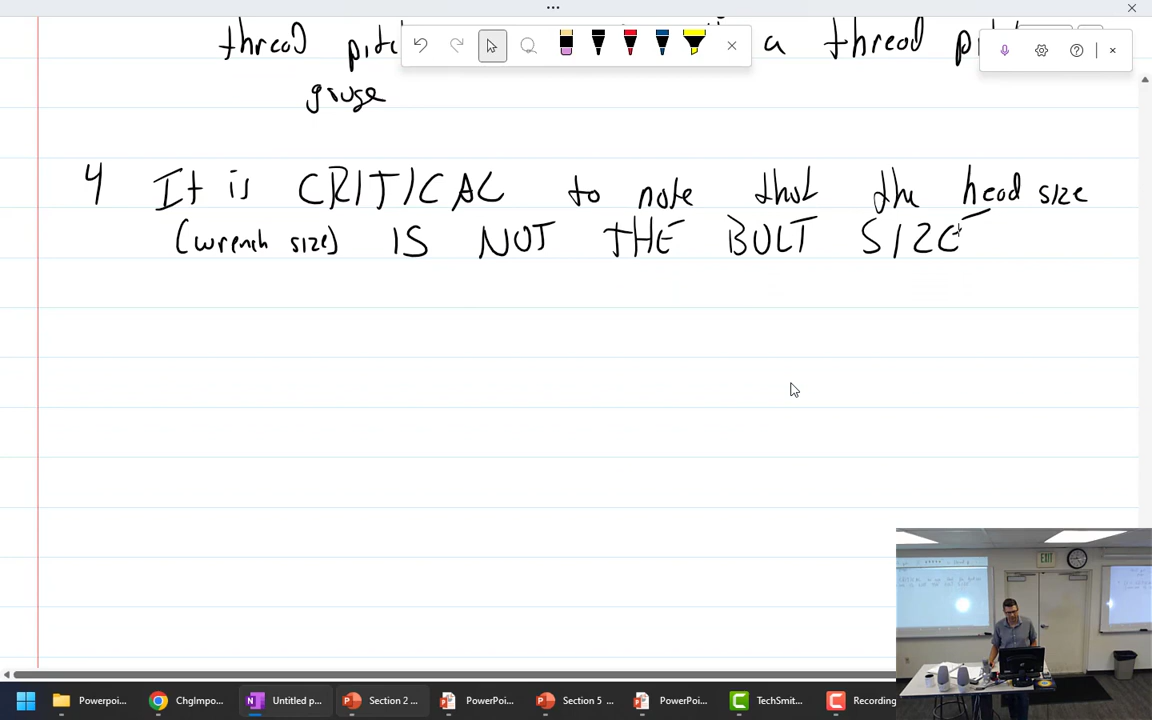 thread a thread
gauge
4 It is CRITICAL to note that the head size
(wrench size) IS NOT THE BOLT SIZE
EXIT
Powerpoi... ChgImpo... Untitled p... Section 2 ... PowerPoi... Section 5 ... PowerPoi... TechSmit... Recording